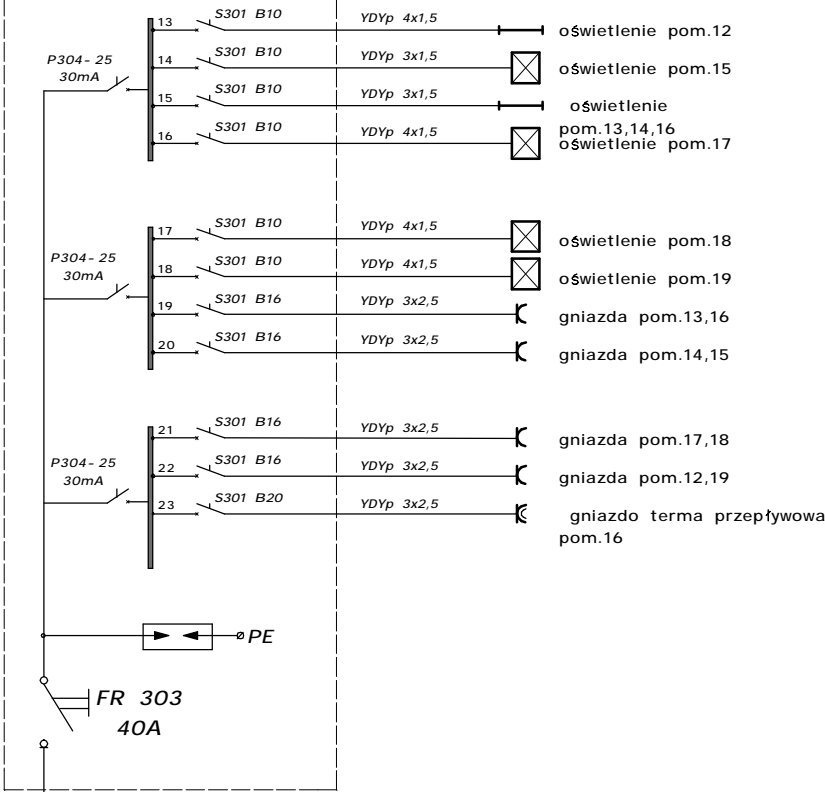 13 S301 B10 YDYp 4x1,5 oświetlenie pom.12
P304-25
30mA
14 S301 B10 YDYp 3x1,5 oświetlenie pom.15
15 S301 B10 YDYp 3x1,5 oświetlenie
pom.13,14,16
16 S301 B10 YDYp 4x1,5 oświetlenie pom.17
17 S301 B10 YDYp 4x1,5 oświetlenie pom.18
P304-25
30mA
18 S301 B10 YDYp 4x1,5 oświetlenie pom.19
19 S301 B16 YDYp 3x2,5 gniazda pom.13,16
20 S301 B16 YDYp 3x2,5 gniazda pom.14,15
21 S301 B16 YDYp 3x2,5 gniazda pom.17,18
P304-25
30mA
22 S301 B16 YDYp 3x2,5 gniazda pom.12,19
23 S301 B20 YDYp 3x2,5 gniazdo terma przepływowa
pom.16
PE
FR 303
40A